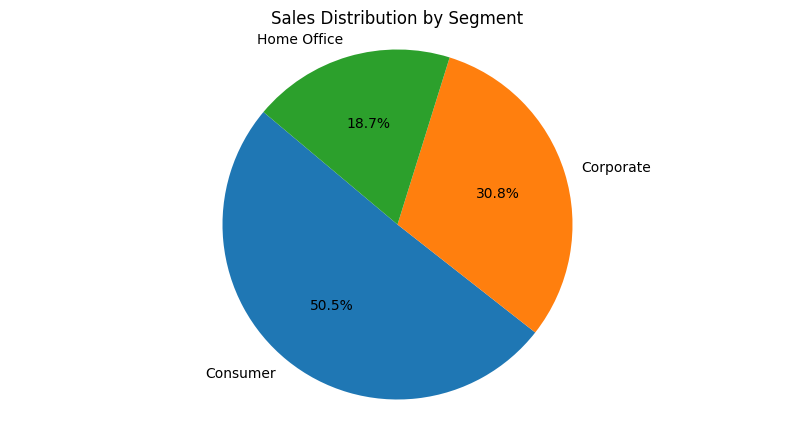 Sales Distribution by Segment
Home Office
18.7%
Corporate
30.8%
50.5%
Consumer